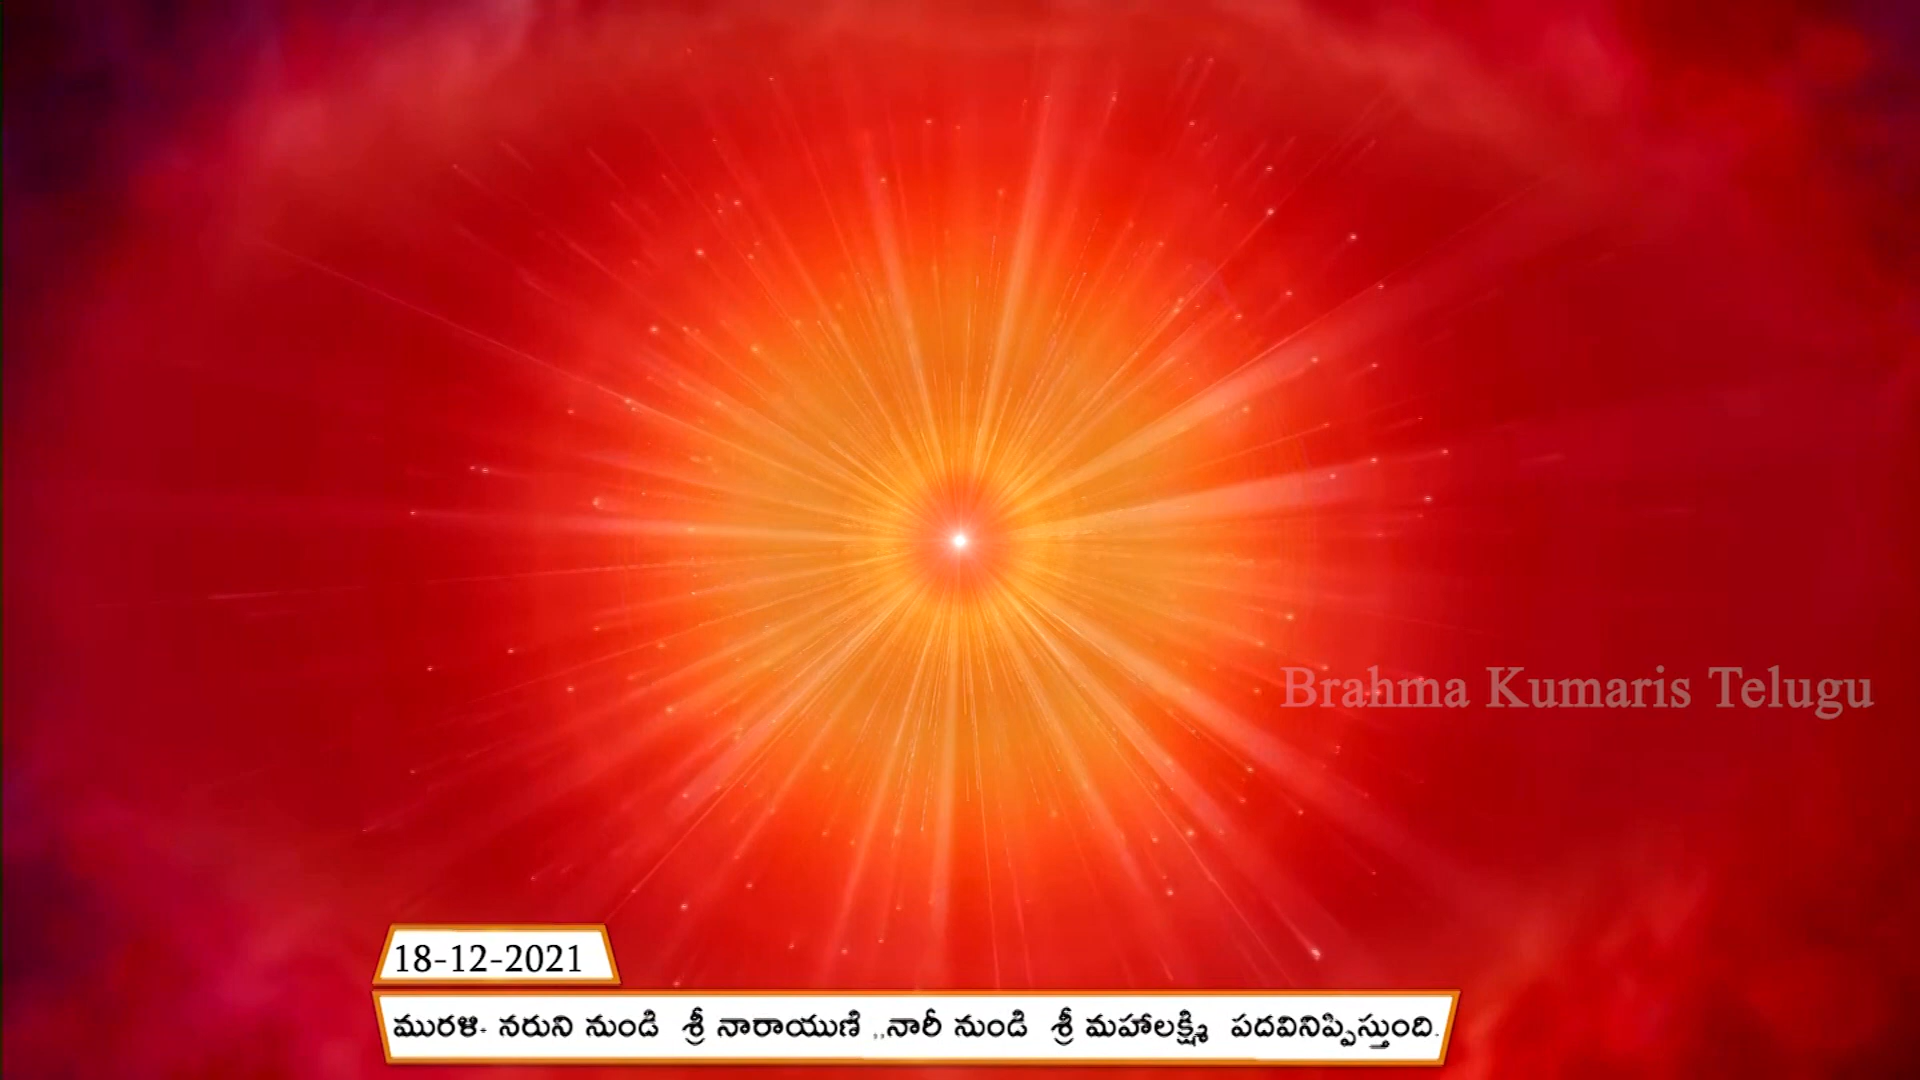 Brahma Kumaris Telugu
18-12-2021
మురళి- నరుని నుండి శ్రీ నారాయుణి ,,నారీ నుండి శ్రీ మహాలక్ష్మి పదవినిప్పిస్తుంది.